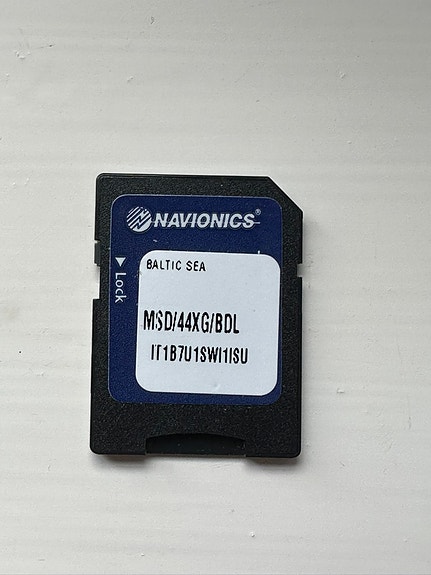 NAVIONICS®
BALTIC SEA
Lock
MSD/44XG/BDL
IT1B7U1SWI1ISU